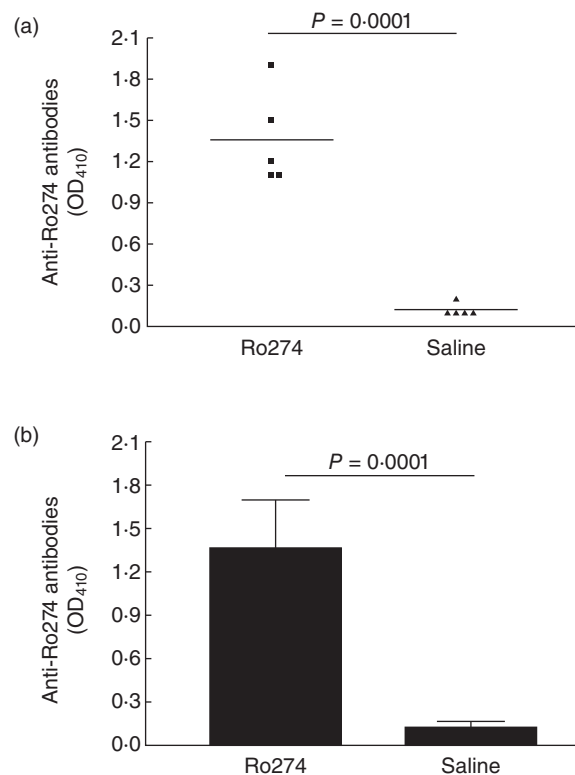 (a)
P = 0·0001
Anti-Ro274 antibodies
(OD410)
2·1
1·8
1·5
1·2
0·9
0·6
0·3
0·0
Ro274 Saline
(b)
P = 0·0001
Anti-Ro274 antibodies
(OD410)
2·1
1·8
1·5
1·2
0·9
0·6
0·3
0·0
Ro274 Saline